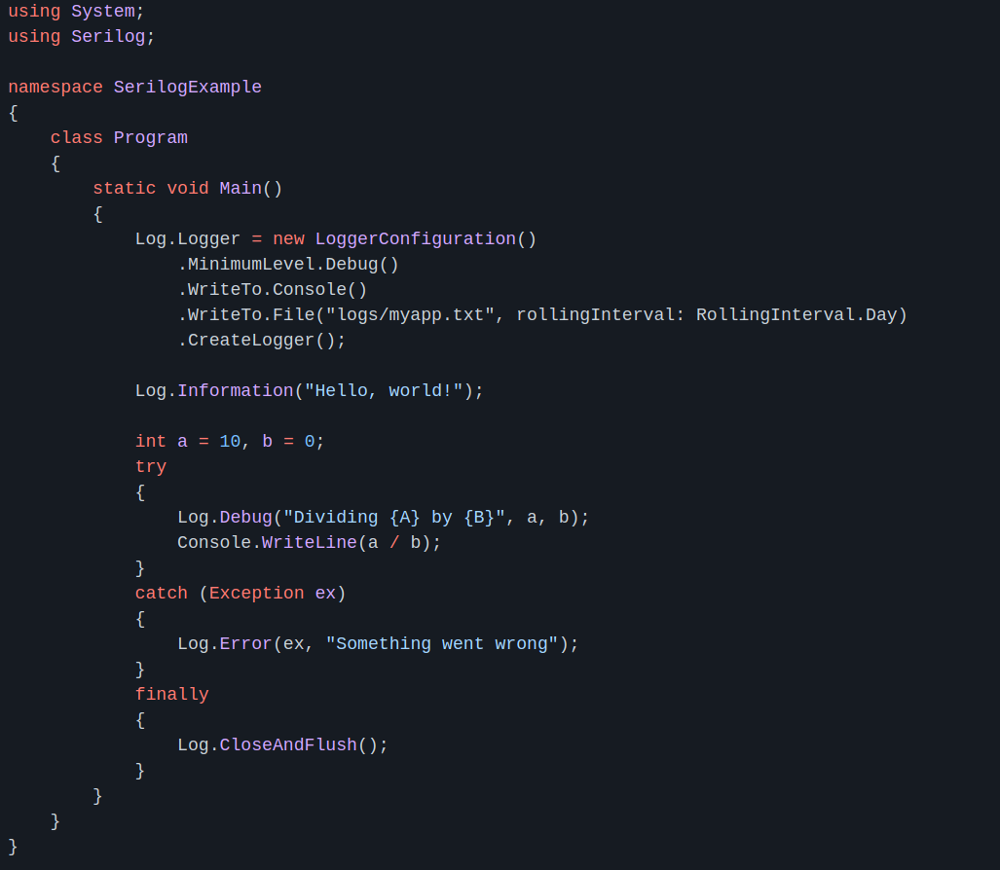 using System;
using Serilog;

namespace SerilogExample
{
    class Program
    {
        static void Main()
        {
            Log.Logger = new LoggerConfiguration()
                .MinimumLevel.Debug()
                .WriteTo.Console()
                .WriteTo.File("logs/myapp.txt", rollingInterval: RollingInterval.Day)
                .CreateLogger();

            Log.Information("Hello, world!");

            int a = 10, b = 0;
            try
            {
                Log.Debug("Dividing {A} by {B}", a, b);
                Console.WriteLine(a / b);
            }
            catch (Exception ex)
            {
                Log.Error(ex, "Something went wrong");
            }
            finally
            {
                Log.CloseAndFlush();
            }
        }
    }
}